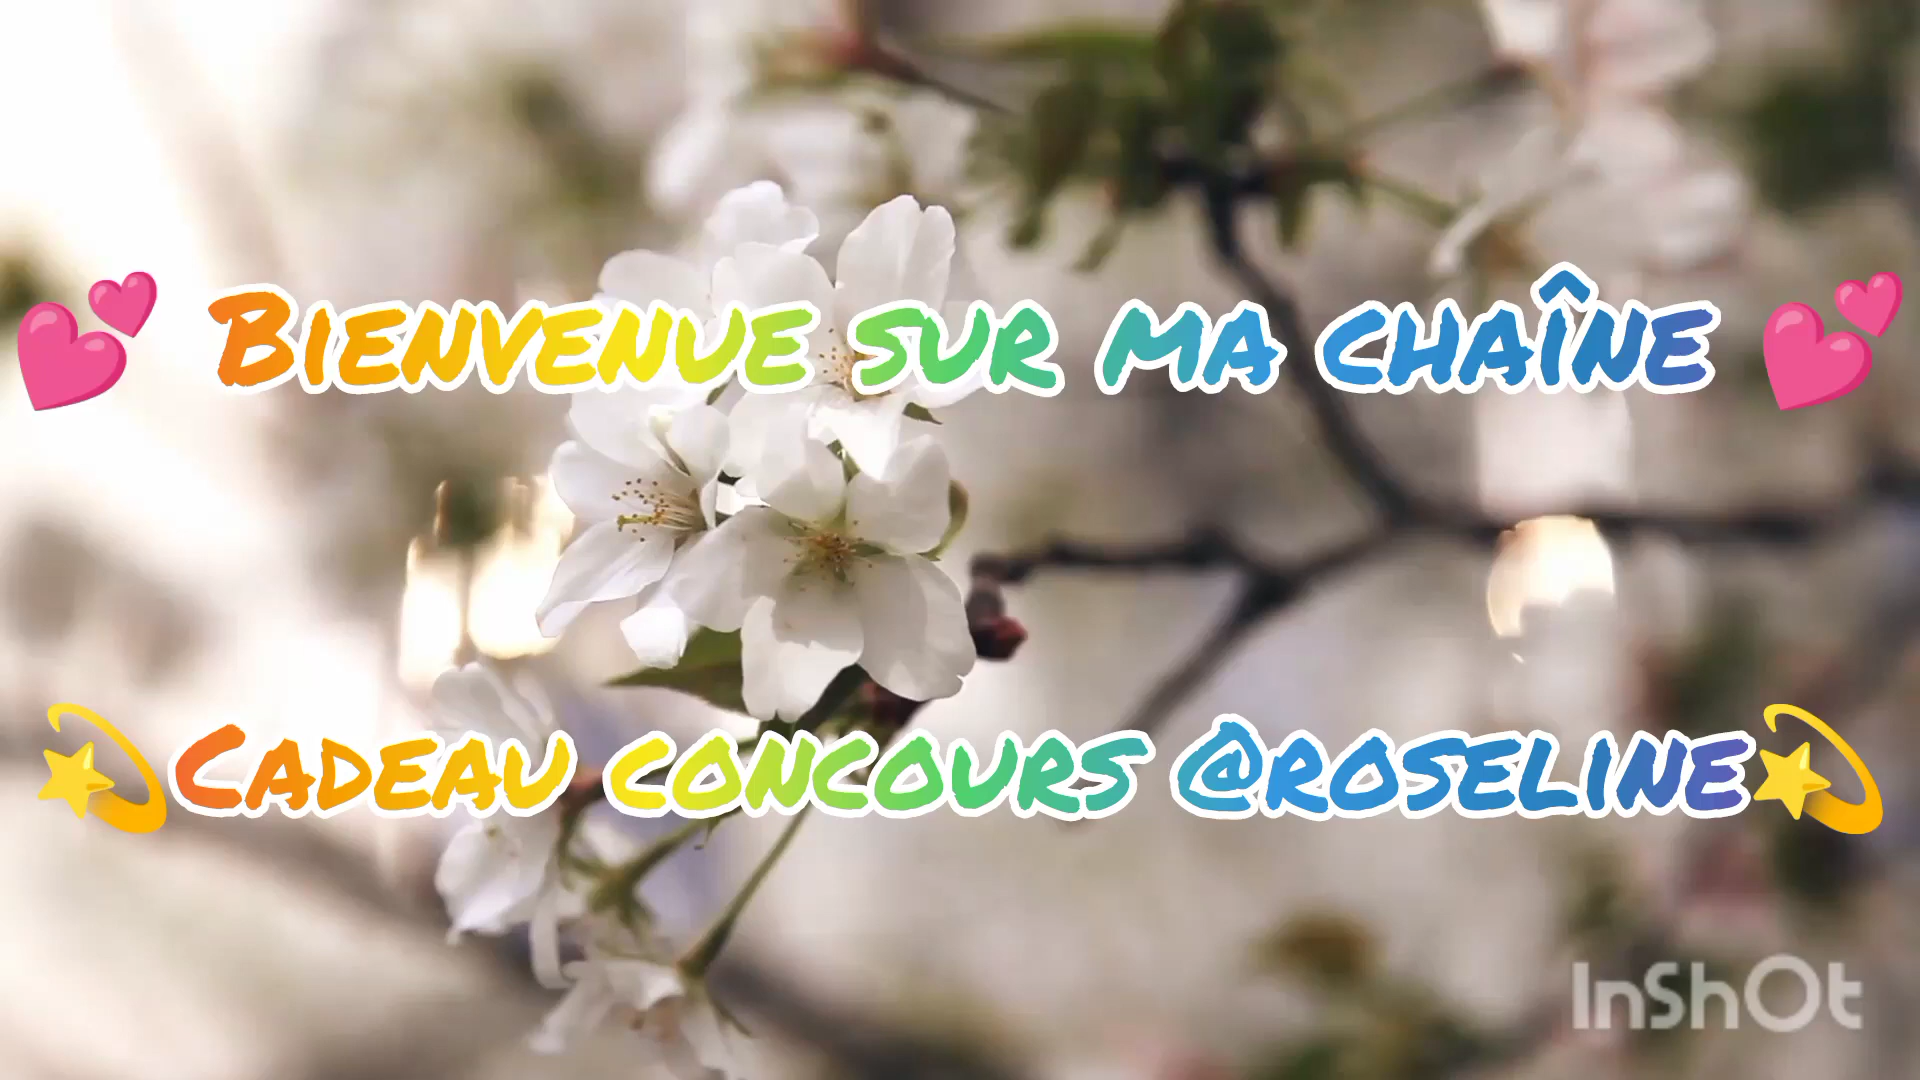 💕 Bienvenue sur ma chaîne 💕
💫Cadeau concours @roseline💫
InShOt